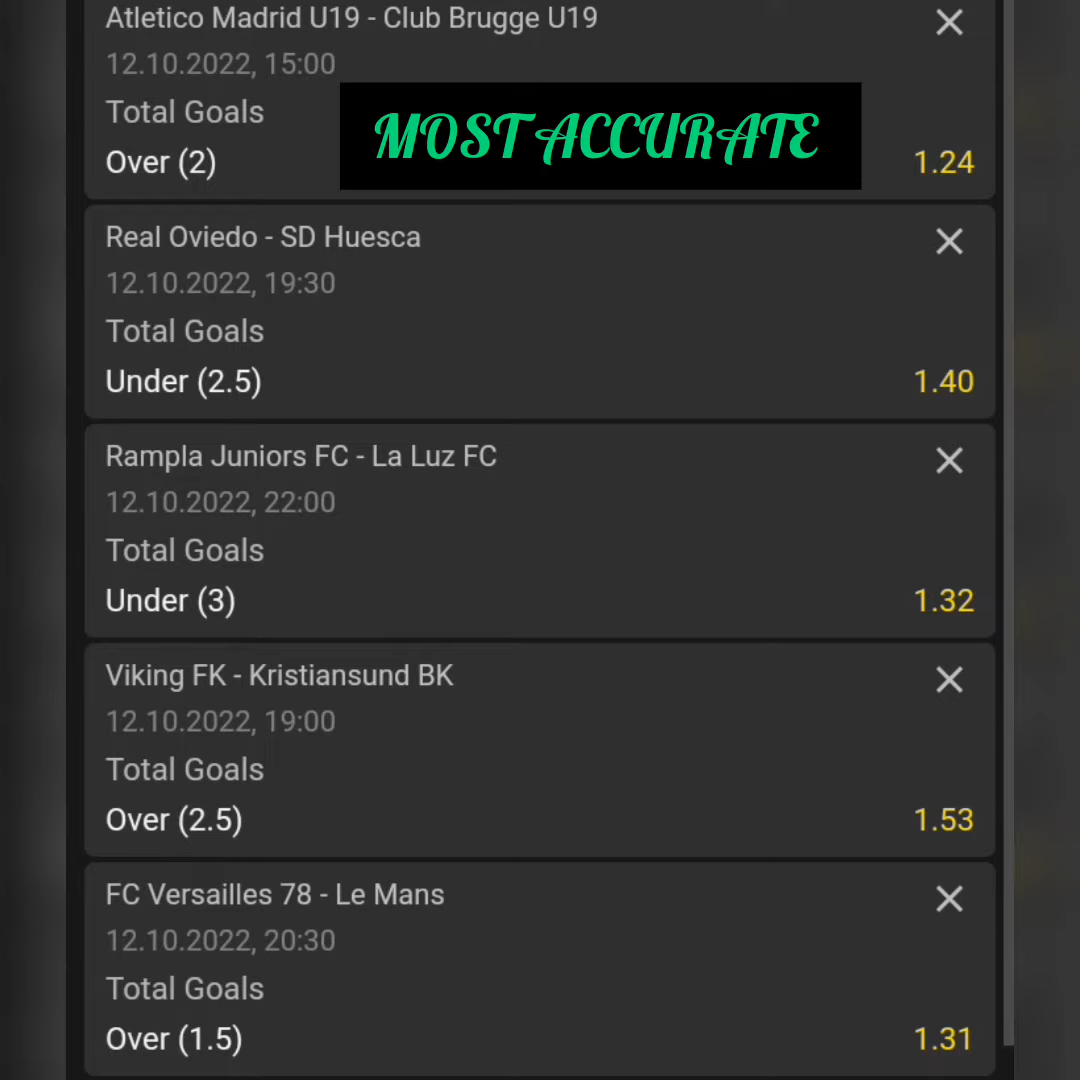 Atletico Madrid U19 - Club Brugge U19
12.10.2022, 15:00
Total Goals
MOST ACCURATE
Over (2)
1.24
Real Oviedo - SD Huesca
12.10.2022, 19:30
Total Goals
Under (2.5)
1.40
Rampla Juniors FC - La Luz FC
12.10.2022, 22:00
Total Goals
Under (3)
1.32
Viking FK - Kristiansund BK
12.10.2022, 19:00
Total Goals
Over (2.5)
1.53
FC Versailles 78 - Le Mans
12.10.2022, 20:30
Total Goals
Over (1.5)
1.31